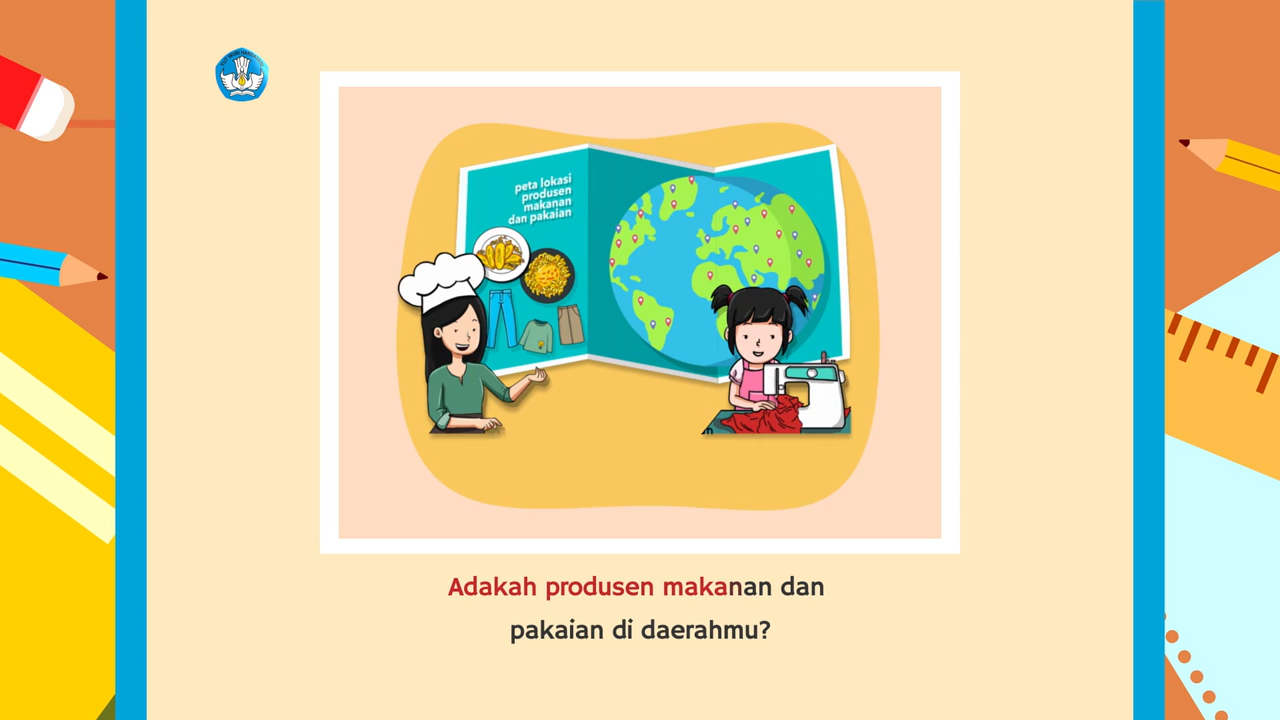 peta lokasi
produsen
makanan
dan pakaian
Adakah produsen makanan dan
pakaian di daerahmu?